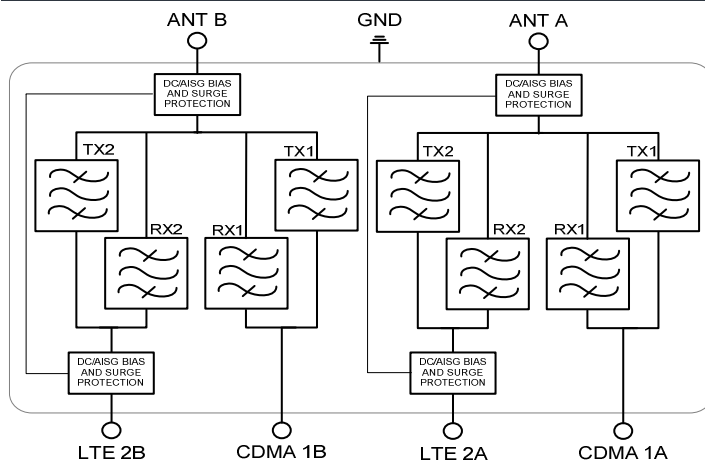 ANT B
GND
ANT A
DC/AISG BIAS
AND SURGE
PROTECTION
DC/AISG BIAS
AND SURGE
PROTECTION
TX2
TX1
TX2
TX1
RX2
RX1
RX2
RX1
DC/AISG BIAS
AND SURGE
PROTECTION
DC/AISG BIAS
AND SURGE
PROTECTION
LTE 2B
CDMA 1B
LTE 2A
CDMA 1A